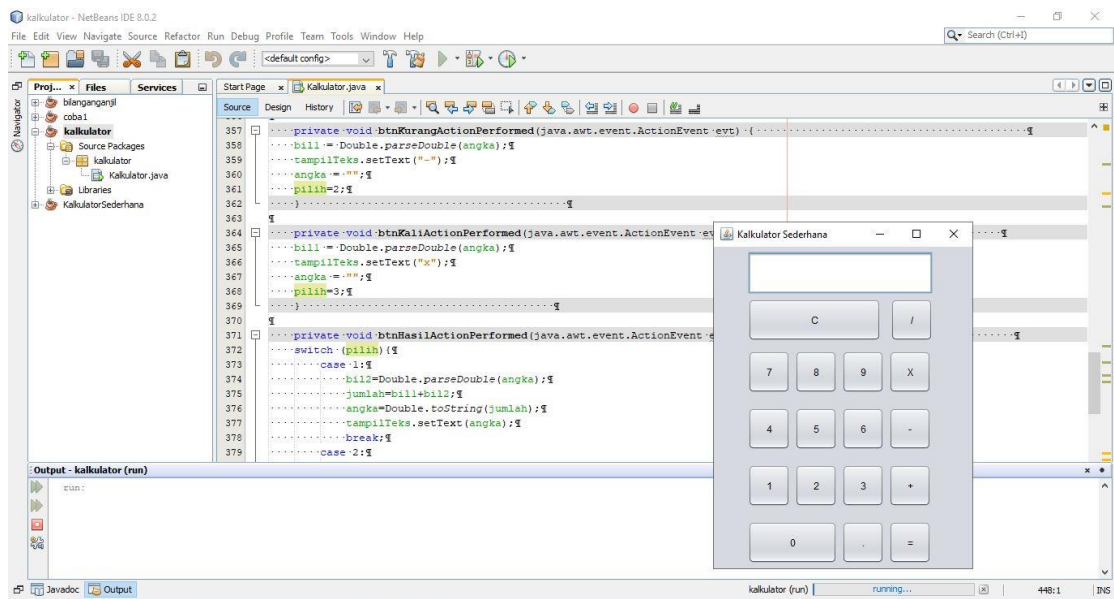 kalkulator - NetBeans IDE 8.0.2
File Edit View Navigate Source Refactor Run Debug Profile Team Tools Window Help
Search (Ctrl+I)
<default config>
Proj... x Files Services
Start Page x Kalkulator.java x
Source Design History
Navigator
bilanganganjil
coba1
kalkulator
Source Packages
kalkulator
Kalkulator.java
Libraries
KalkulatorSederhana
357 private void btnKurangActionPerformed(java.awt.event.ActionEvent evt) {
358 bil1 = Double.parseDouble(angka);
359 tampilTeks.setText("-");
360 angka = "";
361 pilih=2;
362 }
363
364 private void btnKaliActionPerformed(java.awt.event.ActionEvent ev
365 bil1 = Double.parseDouble(angka);
366 tampilTeks.setText("x");
367 angka = "";
368 pilih=3;
369 }
370
371 private void btnHasilActionPerformed(java.awt.event.ActionEvent e
372 switch (pilih){
373 case 1:
374 bil2=Double.parseDouble(angka);
375 jumlah=bil1+bil2;
376 angka=Double.toString(jumlah);
377 tampilTeks.setText(angka);
378 break;
379 case 2:
Kalkulator Sederhana
C /
7 8 9 X
4 5 6 -
1 2 3 +
0 . =
Output - kalkulator (run)
run:
Javadoc Output
kalkulator (run) running... 448:1 INS